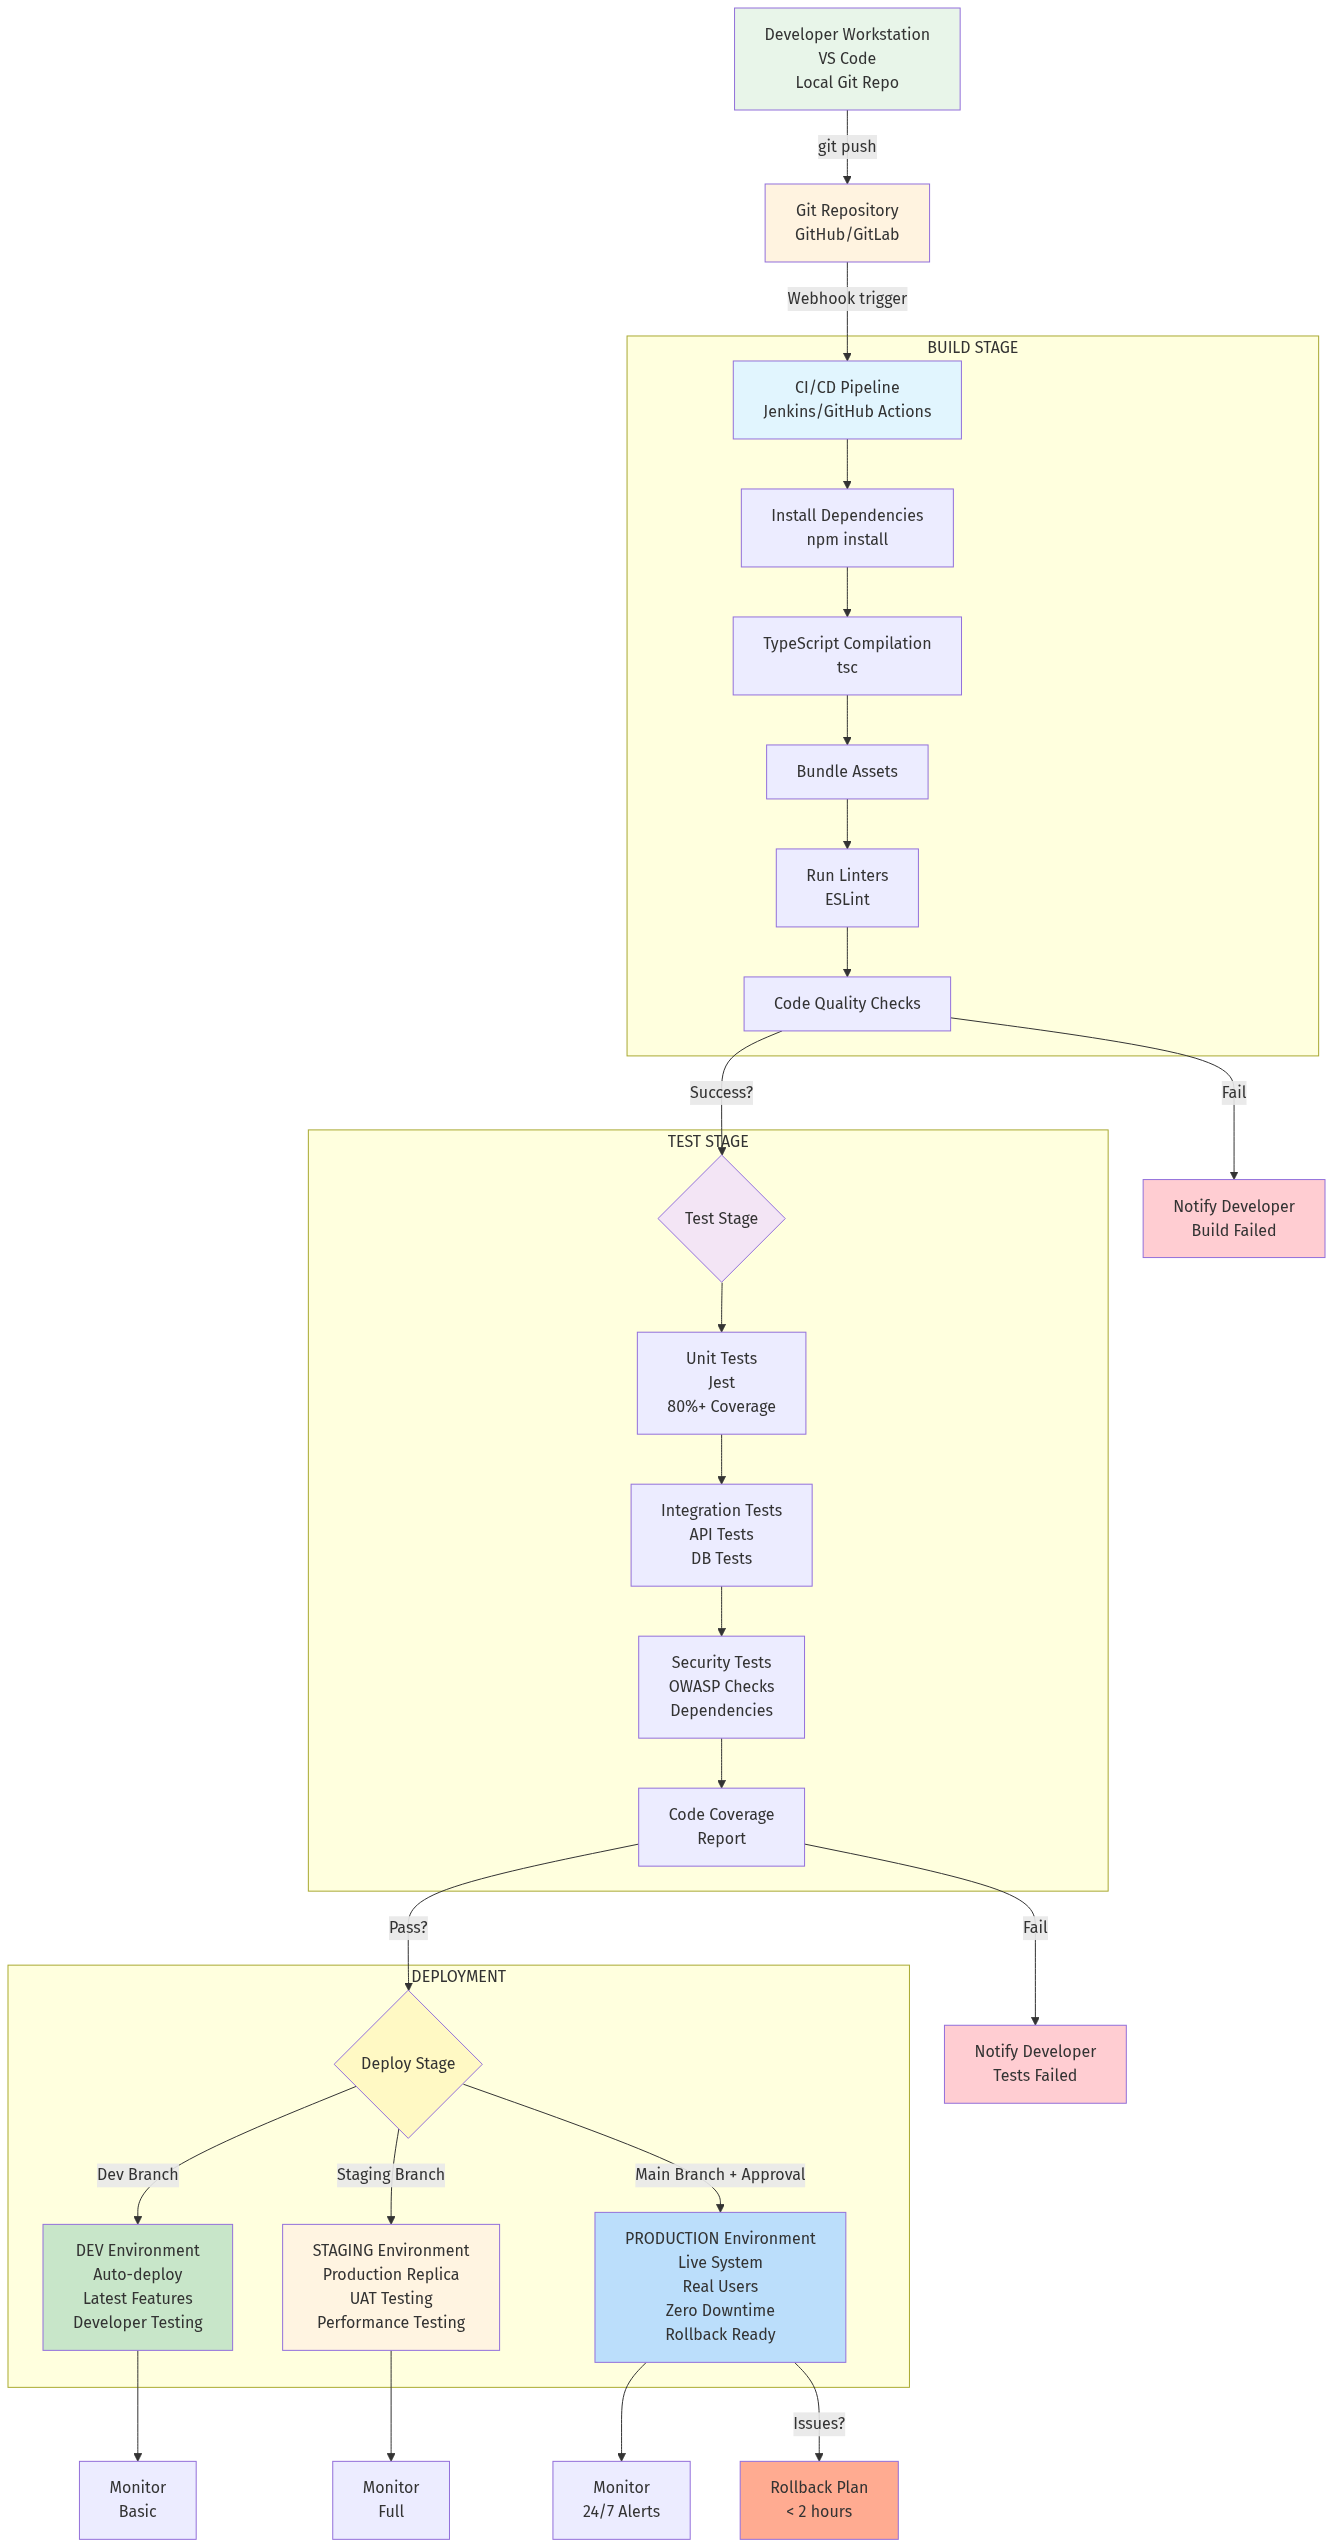 Developer Workstation
VS Code
Local Git Repo
git push
Git Repository
GitHub/GitLab
Webhook trigger
BUILD STAGE
CI/CD Pipeline
Jenkins/GitHub Actions
Install Dependencies
npm install
TypeScript Compilation
tsc
Bundle Assets
Run Linters
ESLint
Code Quality Checks
Success?
Fail
TEST STAGE
Test Stage
Notify Developer
Build Failed
Unit Tests
Jest
80%+ Coverage
Integration Tests
API Tests
DB Tests
Security Tests
OWASP Checks
Dependencies
Code Coverage
Report
Pass?
Fail
DEPLOYMENT
Deploy Stage
Notify Developer
Tests Failed
Dev Branch
Staging Branch
Main Branch + Approval
DEV Environment
Auto-deploy
Latest Features
Developer Testing
STAGING Environment
Production Replica
UAT Testing
Performance Testing
PRODUCTION Environment
Live System
Real Users
Zero Downtime
Rollback Ready
Issues?
Monitor
Basic
Monitor
Full
Monitor
24/7 Alerts
Rollback Plan
< 2 hours